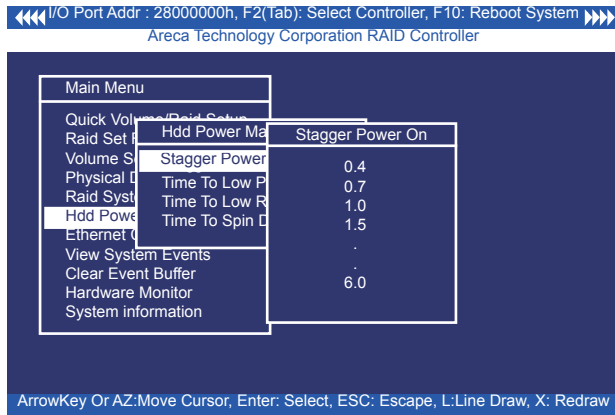 I/O Port Addr : 28000000h, F2(Tab): Select Controller, F10: Reboot System
Areca Technology Corporation RAID Controller
Main Menu
Quick Volume/Raid Setup
Raid Set
Volume S
Physical D
Raid Syst
Hdd Powe
Ethernet
View System Events
Clear Event Buffer
Hardware Monitor
System information
Hdd Power Ma
Stagger Power
Time To Low P
Time To Low R
Time To Spin D
Stagger Power On
0.4
0.7
1.0
1.5
.
.
6.0
ArrowKey Or AZ:Move Cursor, Enter: Select, ESC: Escape, L:Line Draw, X: Redraw